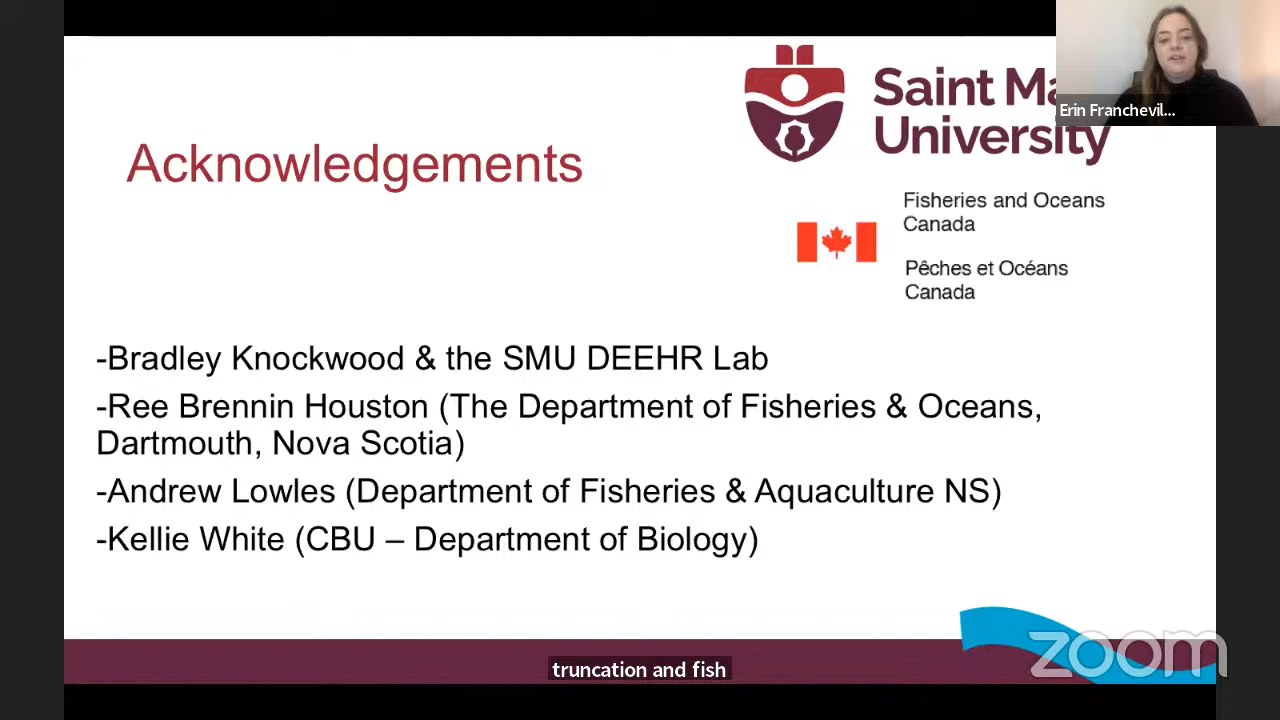 Saint Ma
University
Erin Franchevil...
Acknowledgements
Fisheries and Oceans
Canada
Pêches et Océans
Canada
-Bradley Knockwood & the SMU DEEHR Lab
-Ree Brennin Houston (The Department of Fisheries & Oceans,
Dartmouth, Nova Scotia)
-Andrew Lowles (Department of Fisheries & Aquaculture NS)
-Kellie White (CBU – Department of Biology)
zoom
truncation and fish